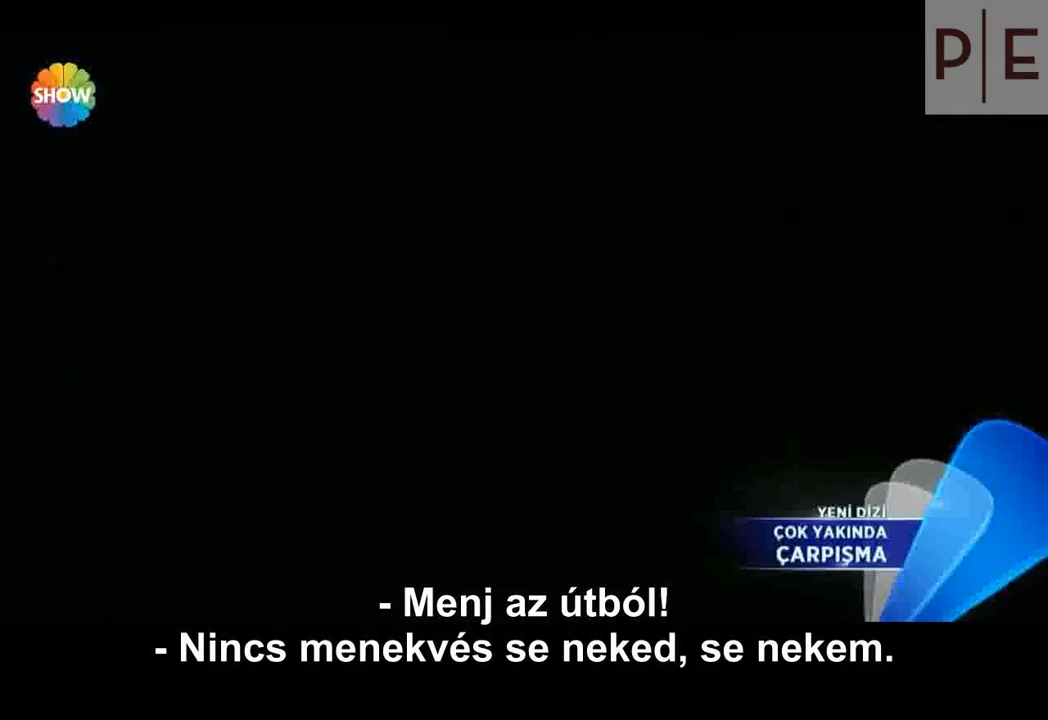 SHOW
P|E
YENİ DİZİ
ÇOK YAKINDA
ÇARPIŞMA
- Menj az útból!
- Nincs menekvés se neked, se nekem.